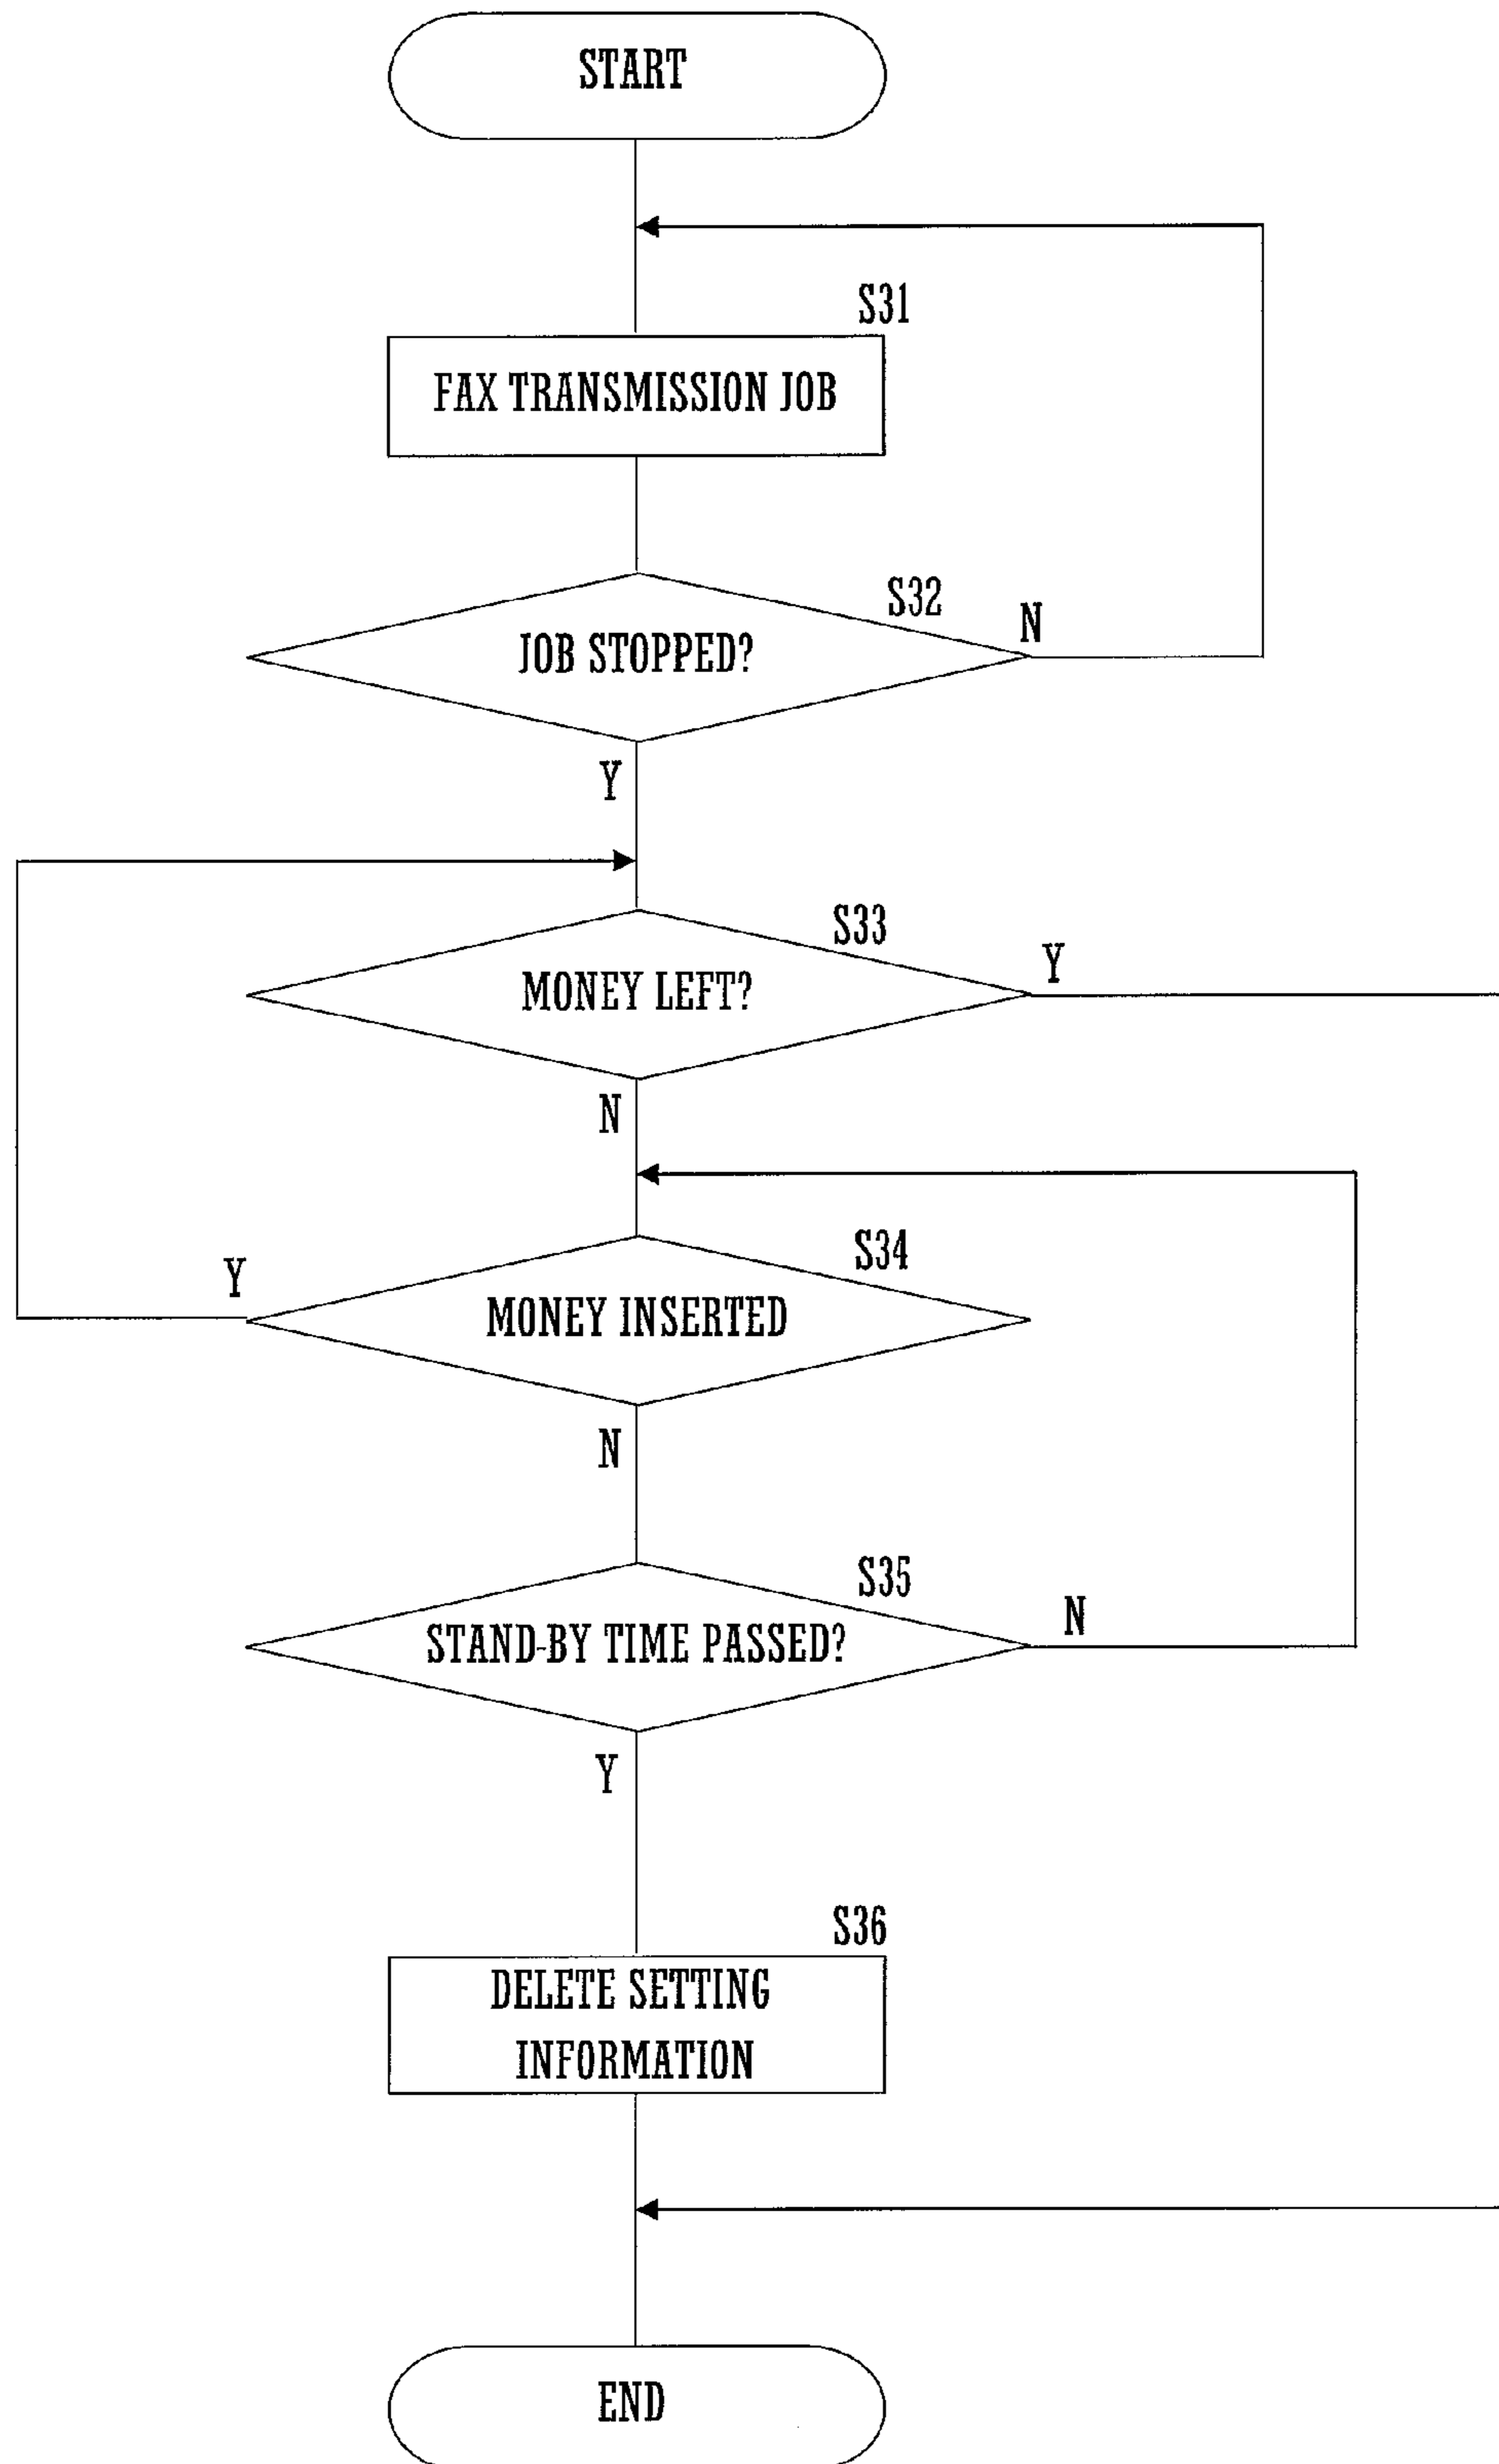 START
S31
FAX TRANSMISSION JOB
S32
N
JOB STOPPED?
Y
S33
Y
MONEY LEFT?
N
S34
Y
MONEY INSERTED
N
S35
N
STAND-BY TIME PASSED?
Y
S36
DELETE SETTING
INFORMATION
END